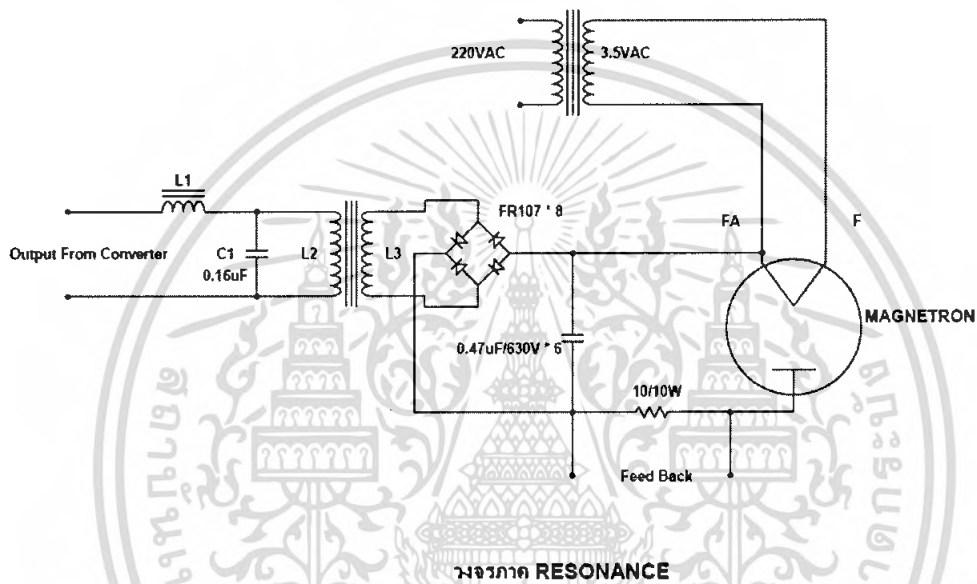 220VAC
3.5VAC
L1
FR107 * 8
FA
F
Output From Converter
C1
0.16uF
L2
L3
MAGNETRON
0.47uF/630V * 6
10/10W
Feed Back
วงจรภาค RESONANCE